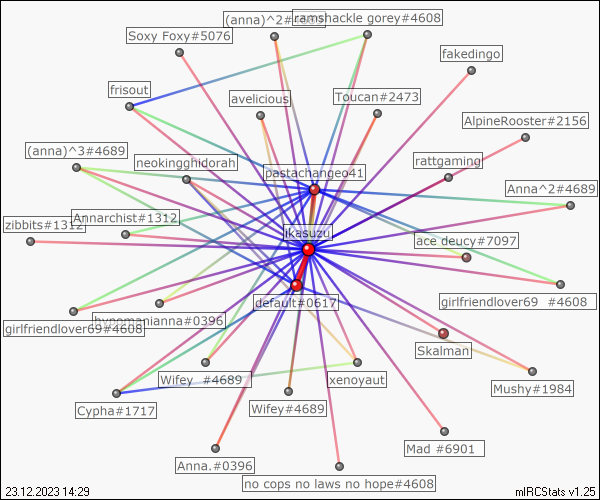 (anna)^2#4689
ramshackle gorey#4608
Soxy Foxy#5076
fakedingo
frisout
avelicious
Toucan#2473
AlpineRooster#2156
(anna)^3#4689
neokingghidorah
rattgaming
pastachangeo41
Anna^2#4689
Annarchist#1312
zibbits#1312
ikasuzu
ace deucy#7097
default#0617
girlfriendlover69 #4608
hypomanianna#0396
girlfriendlover69#4608
Skalman
Wifey #4689
xenoyaut
Mushy#1984
Cypha#1717
Wifey#4689
Mad #6901
Anna.#0396
no cops no laws no hope#4608
23.12.2023 14:29
mIRCStats v1.25